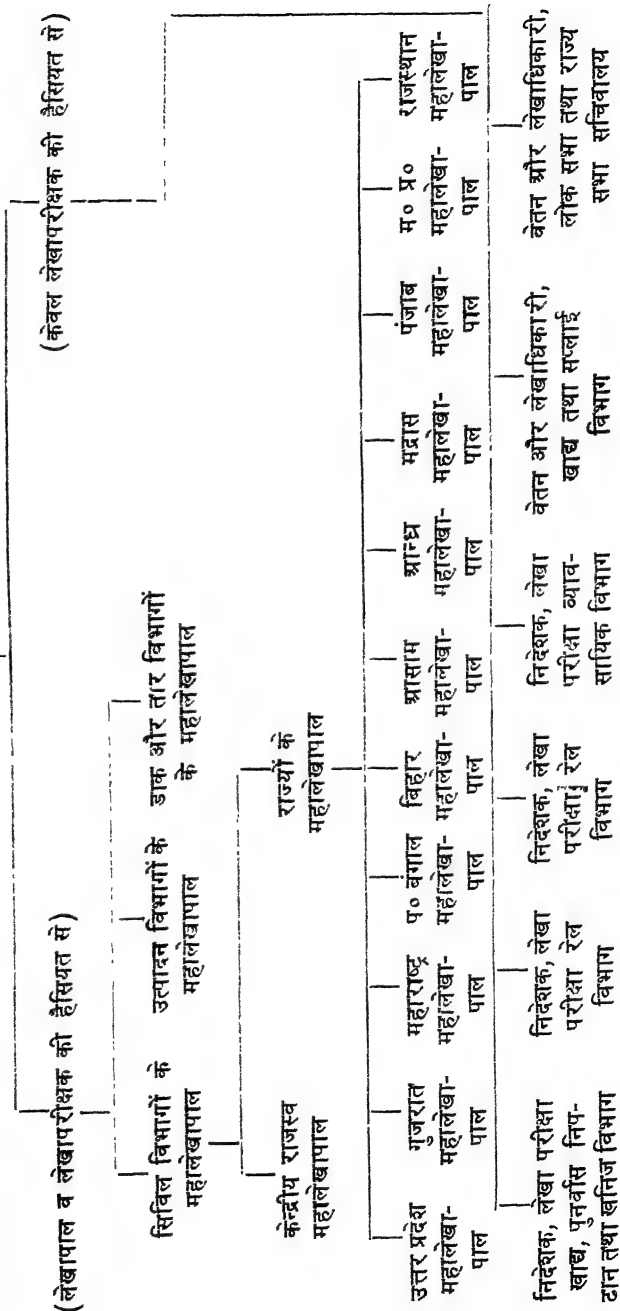 (लेखापाल व लेखापरीक्षक की हैसियत से)
(केवल लेखापरीक्षक की हैसियत से)
सिविल विभागों के
महालेखापाल
उत्पादन विभागों के
महालेखापाल
डाक और तार विभागों
के महालेखापाल
केन्द्रीय राजस्व
महालेखापाल
राज्यों के
महालेखापाल
उत्तर प्रदेश
महालेखा-
पाल
गुजरात
महालेखा-
पाल
महाराष्ट्र
महालेखा-
पाल
प० बंगाल
महालेखा-
पाल
बिहार
महालेखा-
पाल
आसाम
महालेखा-
पाल
आन्ध्र
महालेखा-
पाल
मद्रास
महालेखा-
पाल
पंजाब
महालेखा-
पाल
म० प्र०
महालेखा-
पाल
राजस्थान
महालेखा-
पाल
निदेशक, लेखा परीक्षा
खाद्य, पुनर्वास निप-
टान तथा खनिज विभाग
निदेशक, लेखा
परीक्षा रेल
विभाग
निदेशक, लेखा
परीक्षा, रेल
विभाग
निदेशक, लेखा
परीक्षा व्याव-
सायिक विभाग
वेतन और लेखाधिकारी,
खाद्य तथा सप्लाई
विभाग
वेतन और लेखाधिकारी,
लोक सभा तथा राज्य
सभा सचिवालय